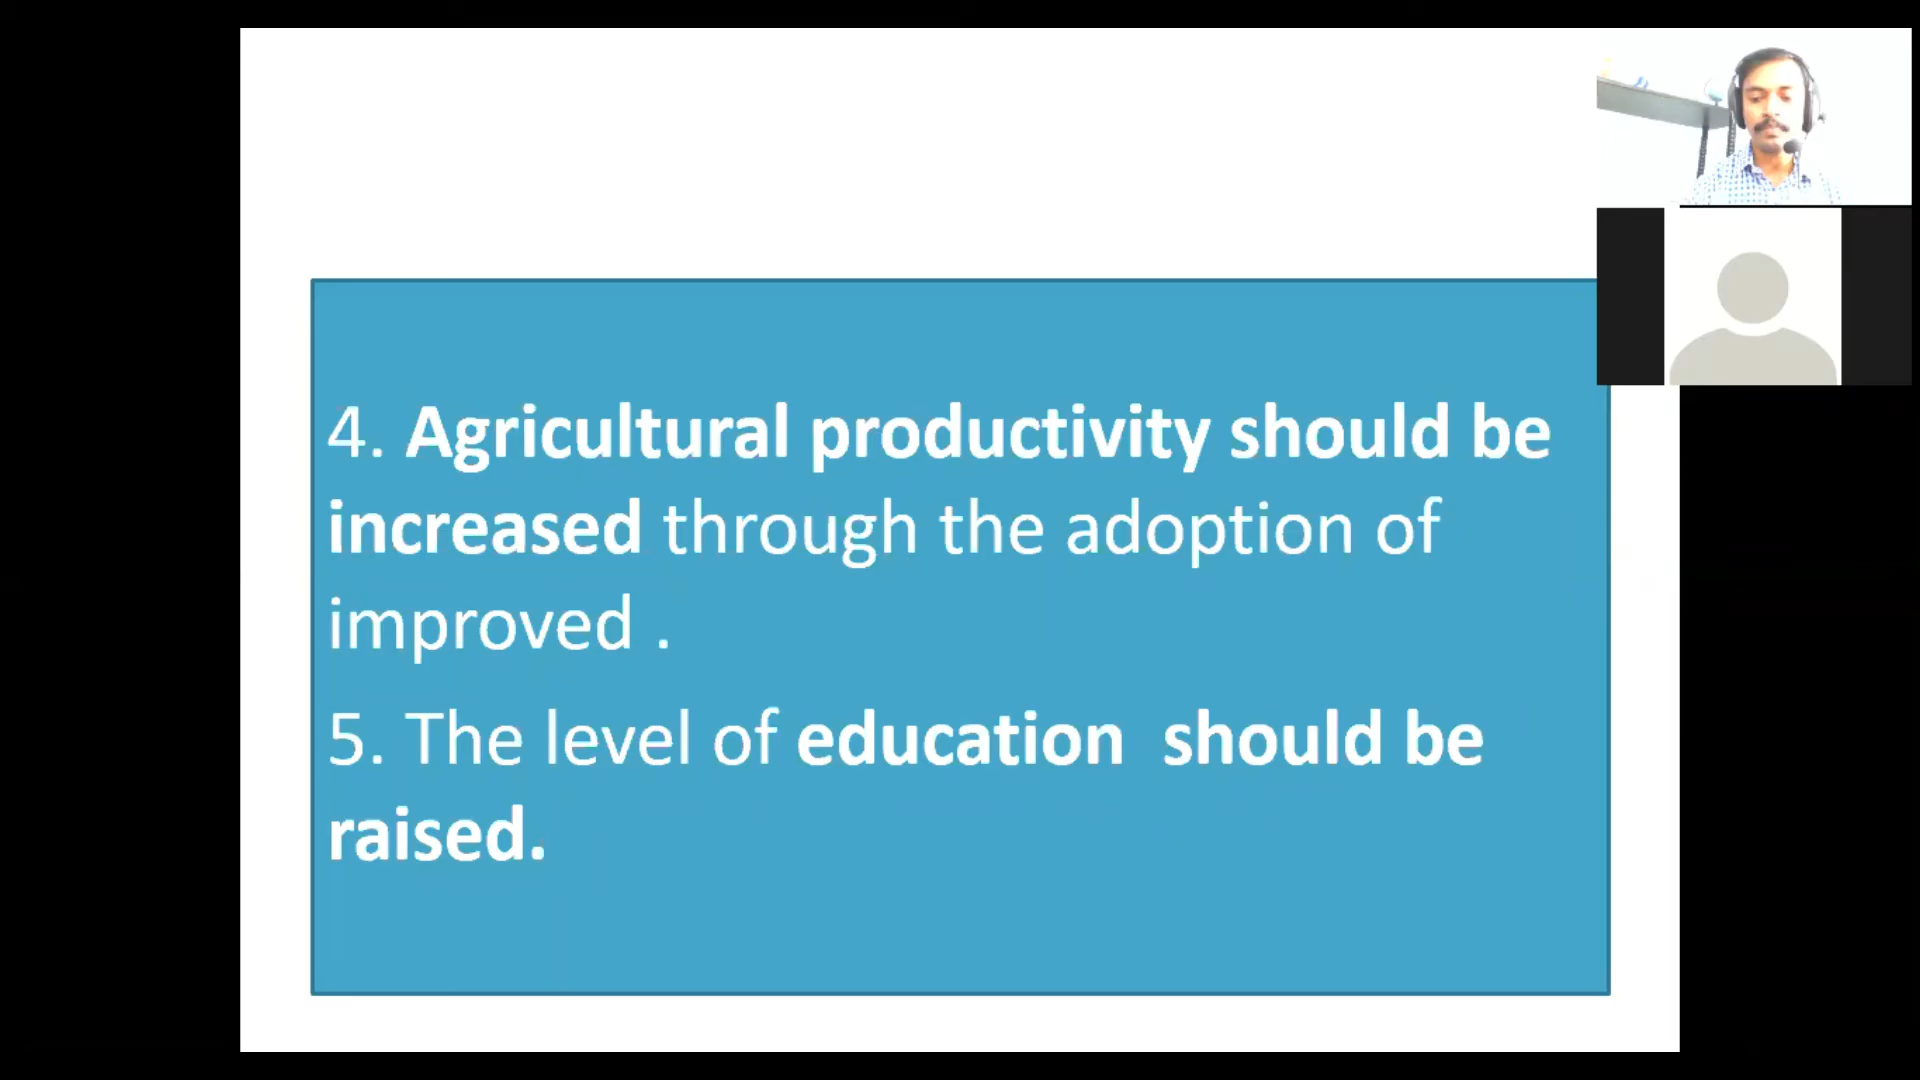 4. Agricultural productivity should be
increased through the adoption of
improved .
5. The level of education  should be
raised.